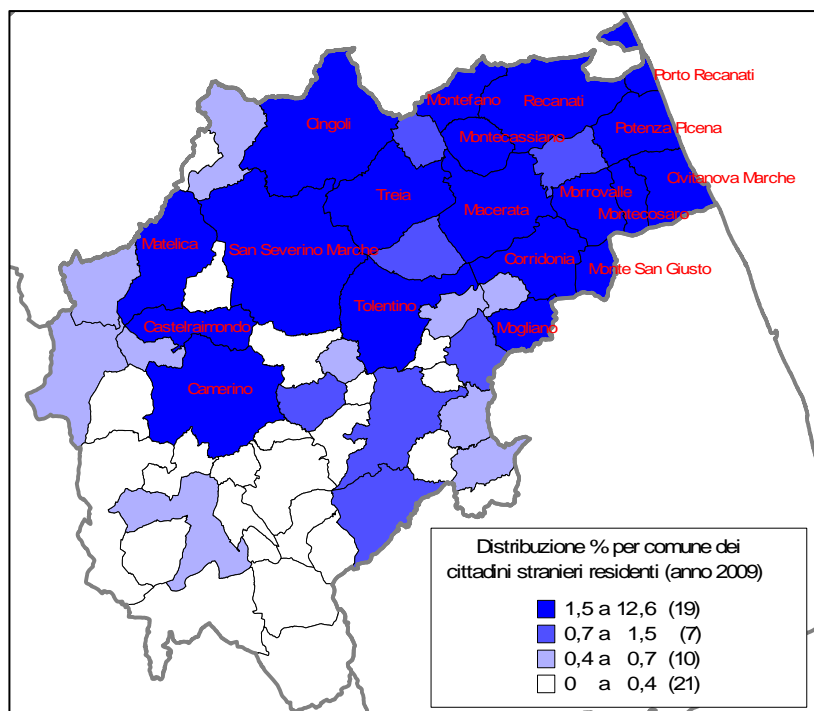 Porto Recanati
Montefano
Recanati
Cingoli
Montecassiano
Potenza Picena
Civitanova Marche
Treia
Morrovalle
Macerata
Montecosaro
Matelica
San Severino Marche
Corridonia
Monte San Giusto
Tolentino
Castelraimondo
Mogliano
Camerino
Distribuzione % per comune dei
cittadini stranieri residenti (anno 2009)
1,5 a 12,6 (19)
0,7 a 1,5 (7)
0,4 a 0,7 (10)
0 a 0,4 (21)